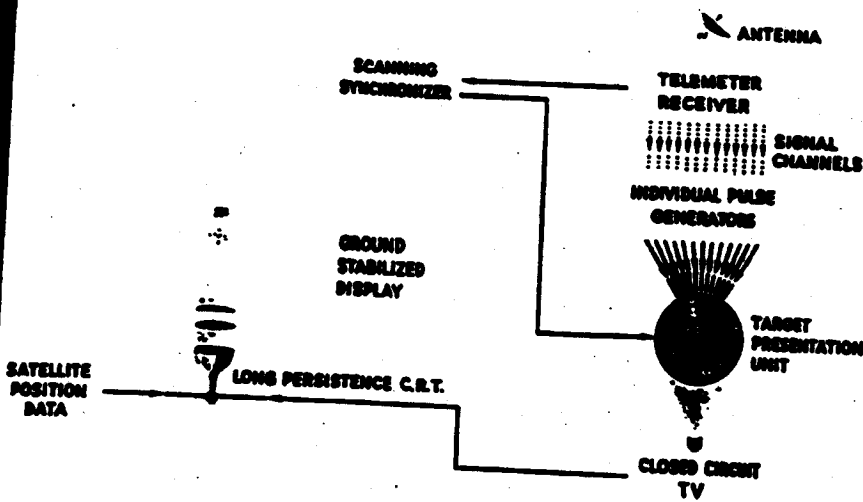 ANTENNA
SCANNING
SYNCHRONIZER
TELEMETER
RECEIVER
SIGNAL
CHANNELS
INDIVIDUAL PULSE
GENERATORS
GROUND
STABILIZED
DISPLAY
TARGET
PRESENTATION
UNIT
SATELLITE
POSITION
DATA
LONG PERSISTENCE C.R.T.
CLOSED CIRCUIT
TV